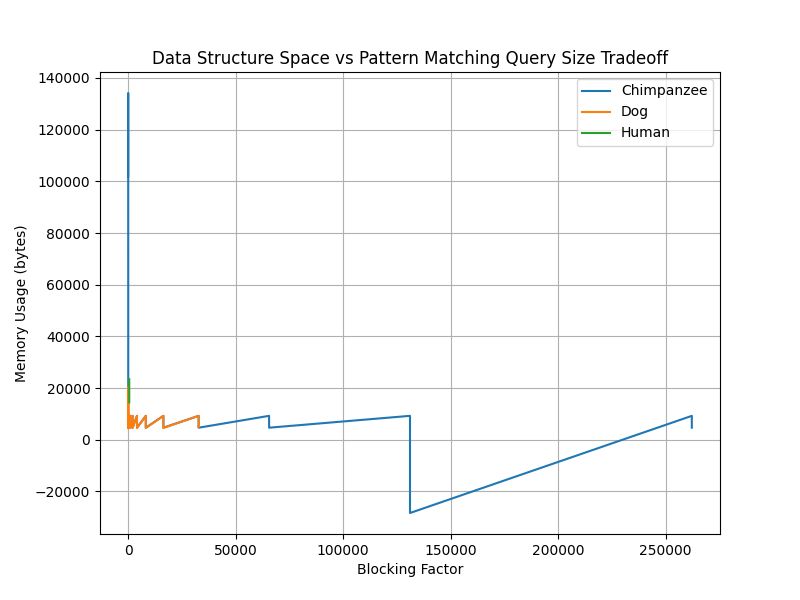 Data Structure Space vs Pattern Matching Query Size Tradeoff
Chimpanzee
Dog
Human
Memory Usage (bytes)
140000
120000
100000
80000
60000
40000
20000
0
−20000
0 50000 100000 150000 200000 250000
Blocking Factor